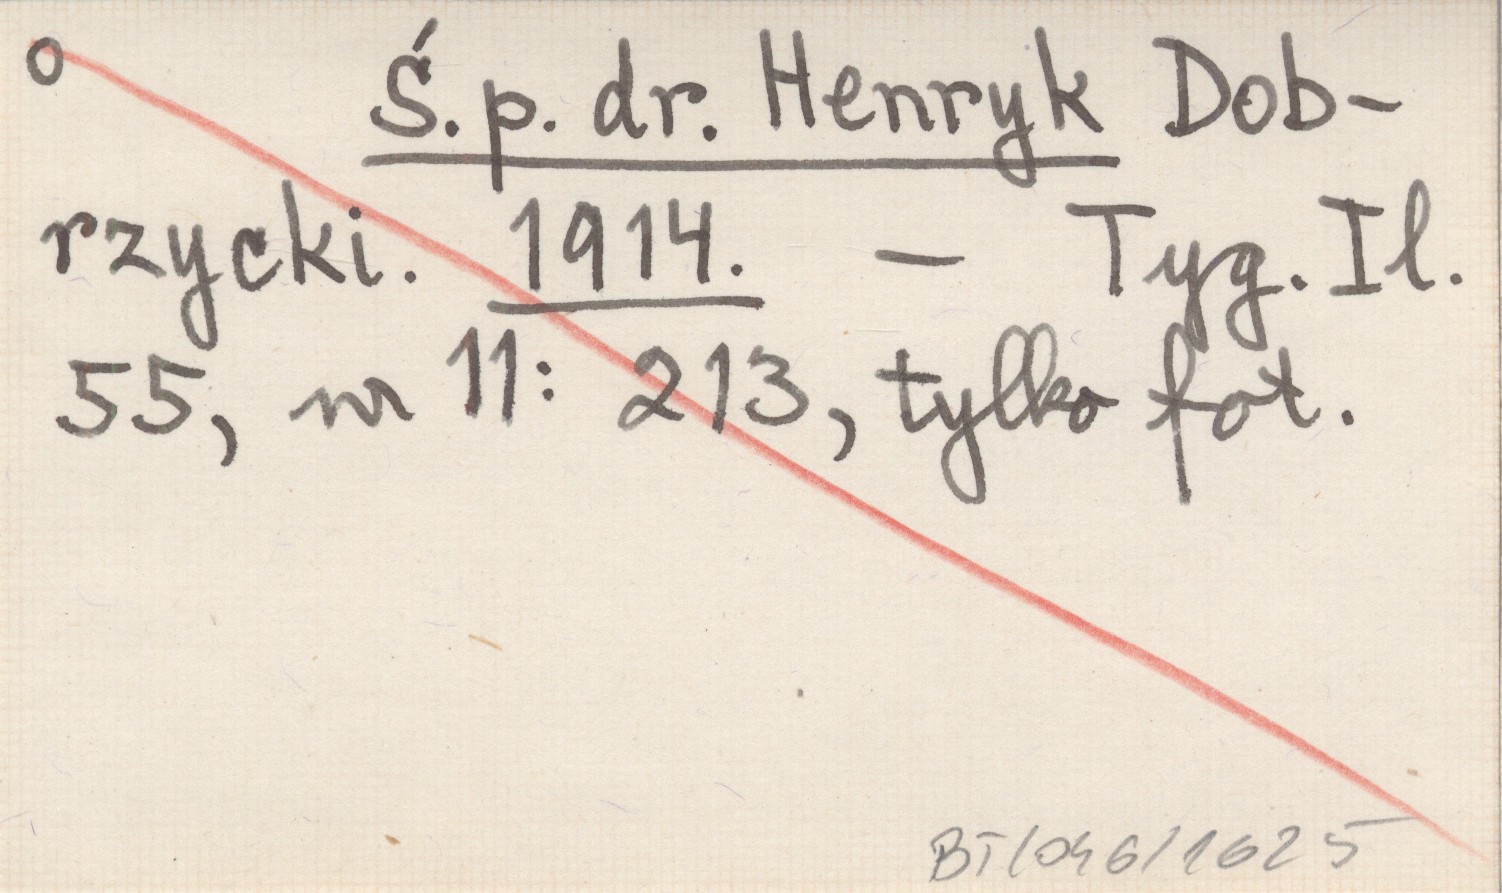 o Ś.p. dr. Henryk Dob-
rzycki. 1914. – Tyg. Il.
55, nr 11: 213, tylko fot.
BT/046/1625